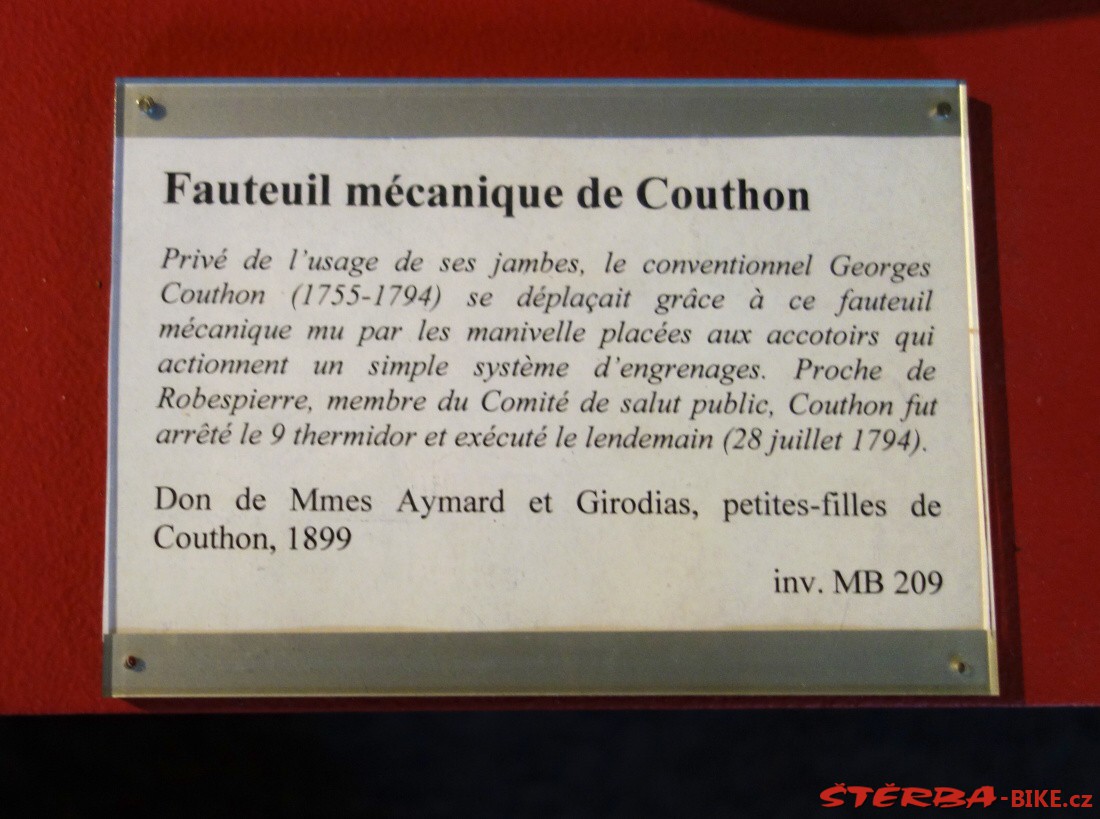 Fauteuil mécanique de Couthon
Privé de l'usage de ses jambes, le conventionnel Georges
Couthon (1755-1794) se déplaçait grâce à ce fauteuil
mécanique mu par les manivelle placées aux accotoirs qui
actionnent un simple système d'engrenages. Proche de
Robespierre, membre du Comité de salut public, Couthon fut
arrêté le 9 thermidor et exécuté le lendemain (28 juillet 1794).
Don de Mmes Aymard et Girodias, petites-filles de
Couthon, 1899
inv. MB 209
ŠTĚRBA-BIKE.cz